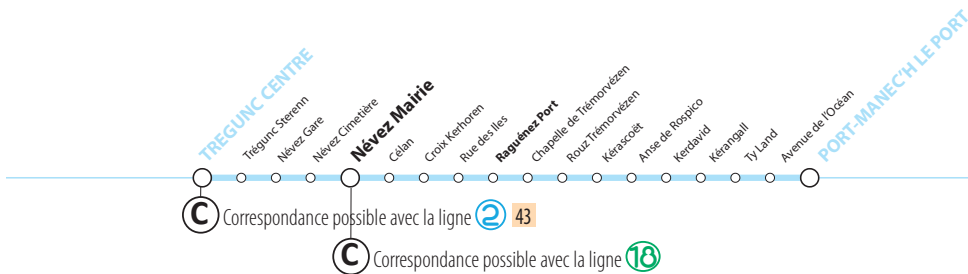 TREGUNC CENTRE
Trégunc Sterenn
Névez Gare
Névez Cimetière
Névez Mairie
Célan
Croix Kerhoren
Rue des Iles
Raguénez Port
Chapelle de Trémorvézen
Rouz Trémorvézen
Kérascoët
Anse de Rospico
Kerdavid
Kérangall
Ty Land
Avenue de l'Océan
PORT-MANEC'H LE PORT
C Correspondance possible avec la ligne 2 43
C Correspondance possible avec la ligne 18